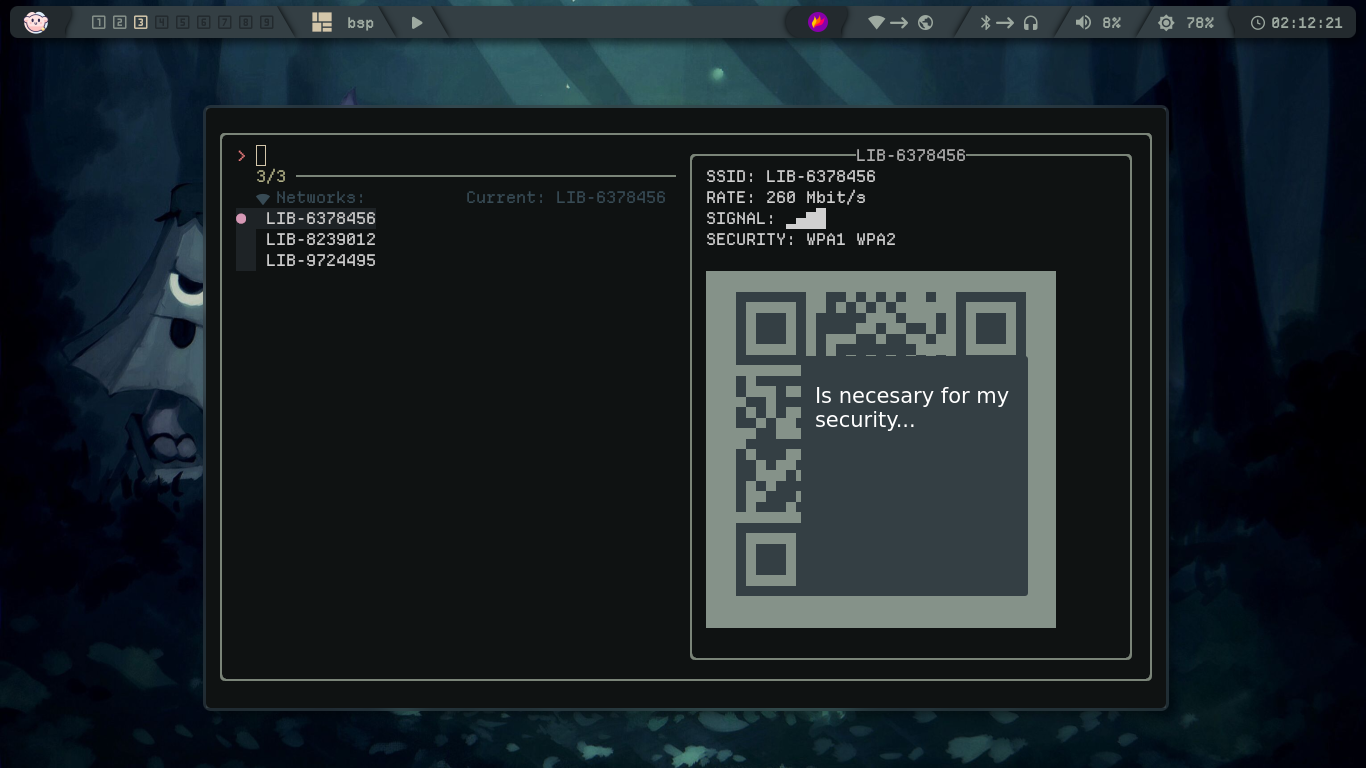 1 2 3 4 5 6 7 8 9 bsp 8% 78% 02:12:21
>
3/3
Networks: Current: LIB-6378456
LIB-6378456
LIB-8239012
LIB-9724495
LIB-6378456
SSID: LIB-6378456
RATE: 260 Mbit/s
SIGNAL:
SECURITY: WPA1 WPA2
Is necesary for my
security...